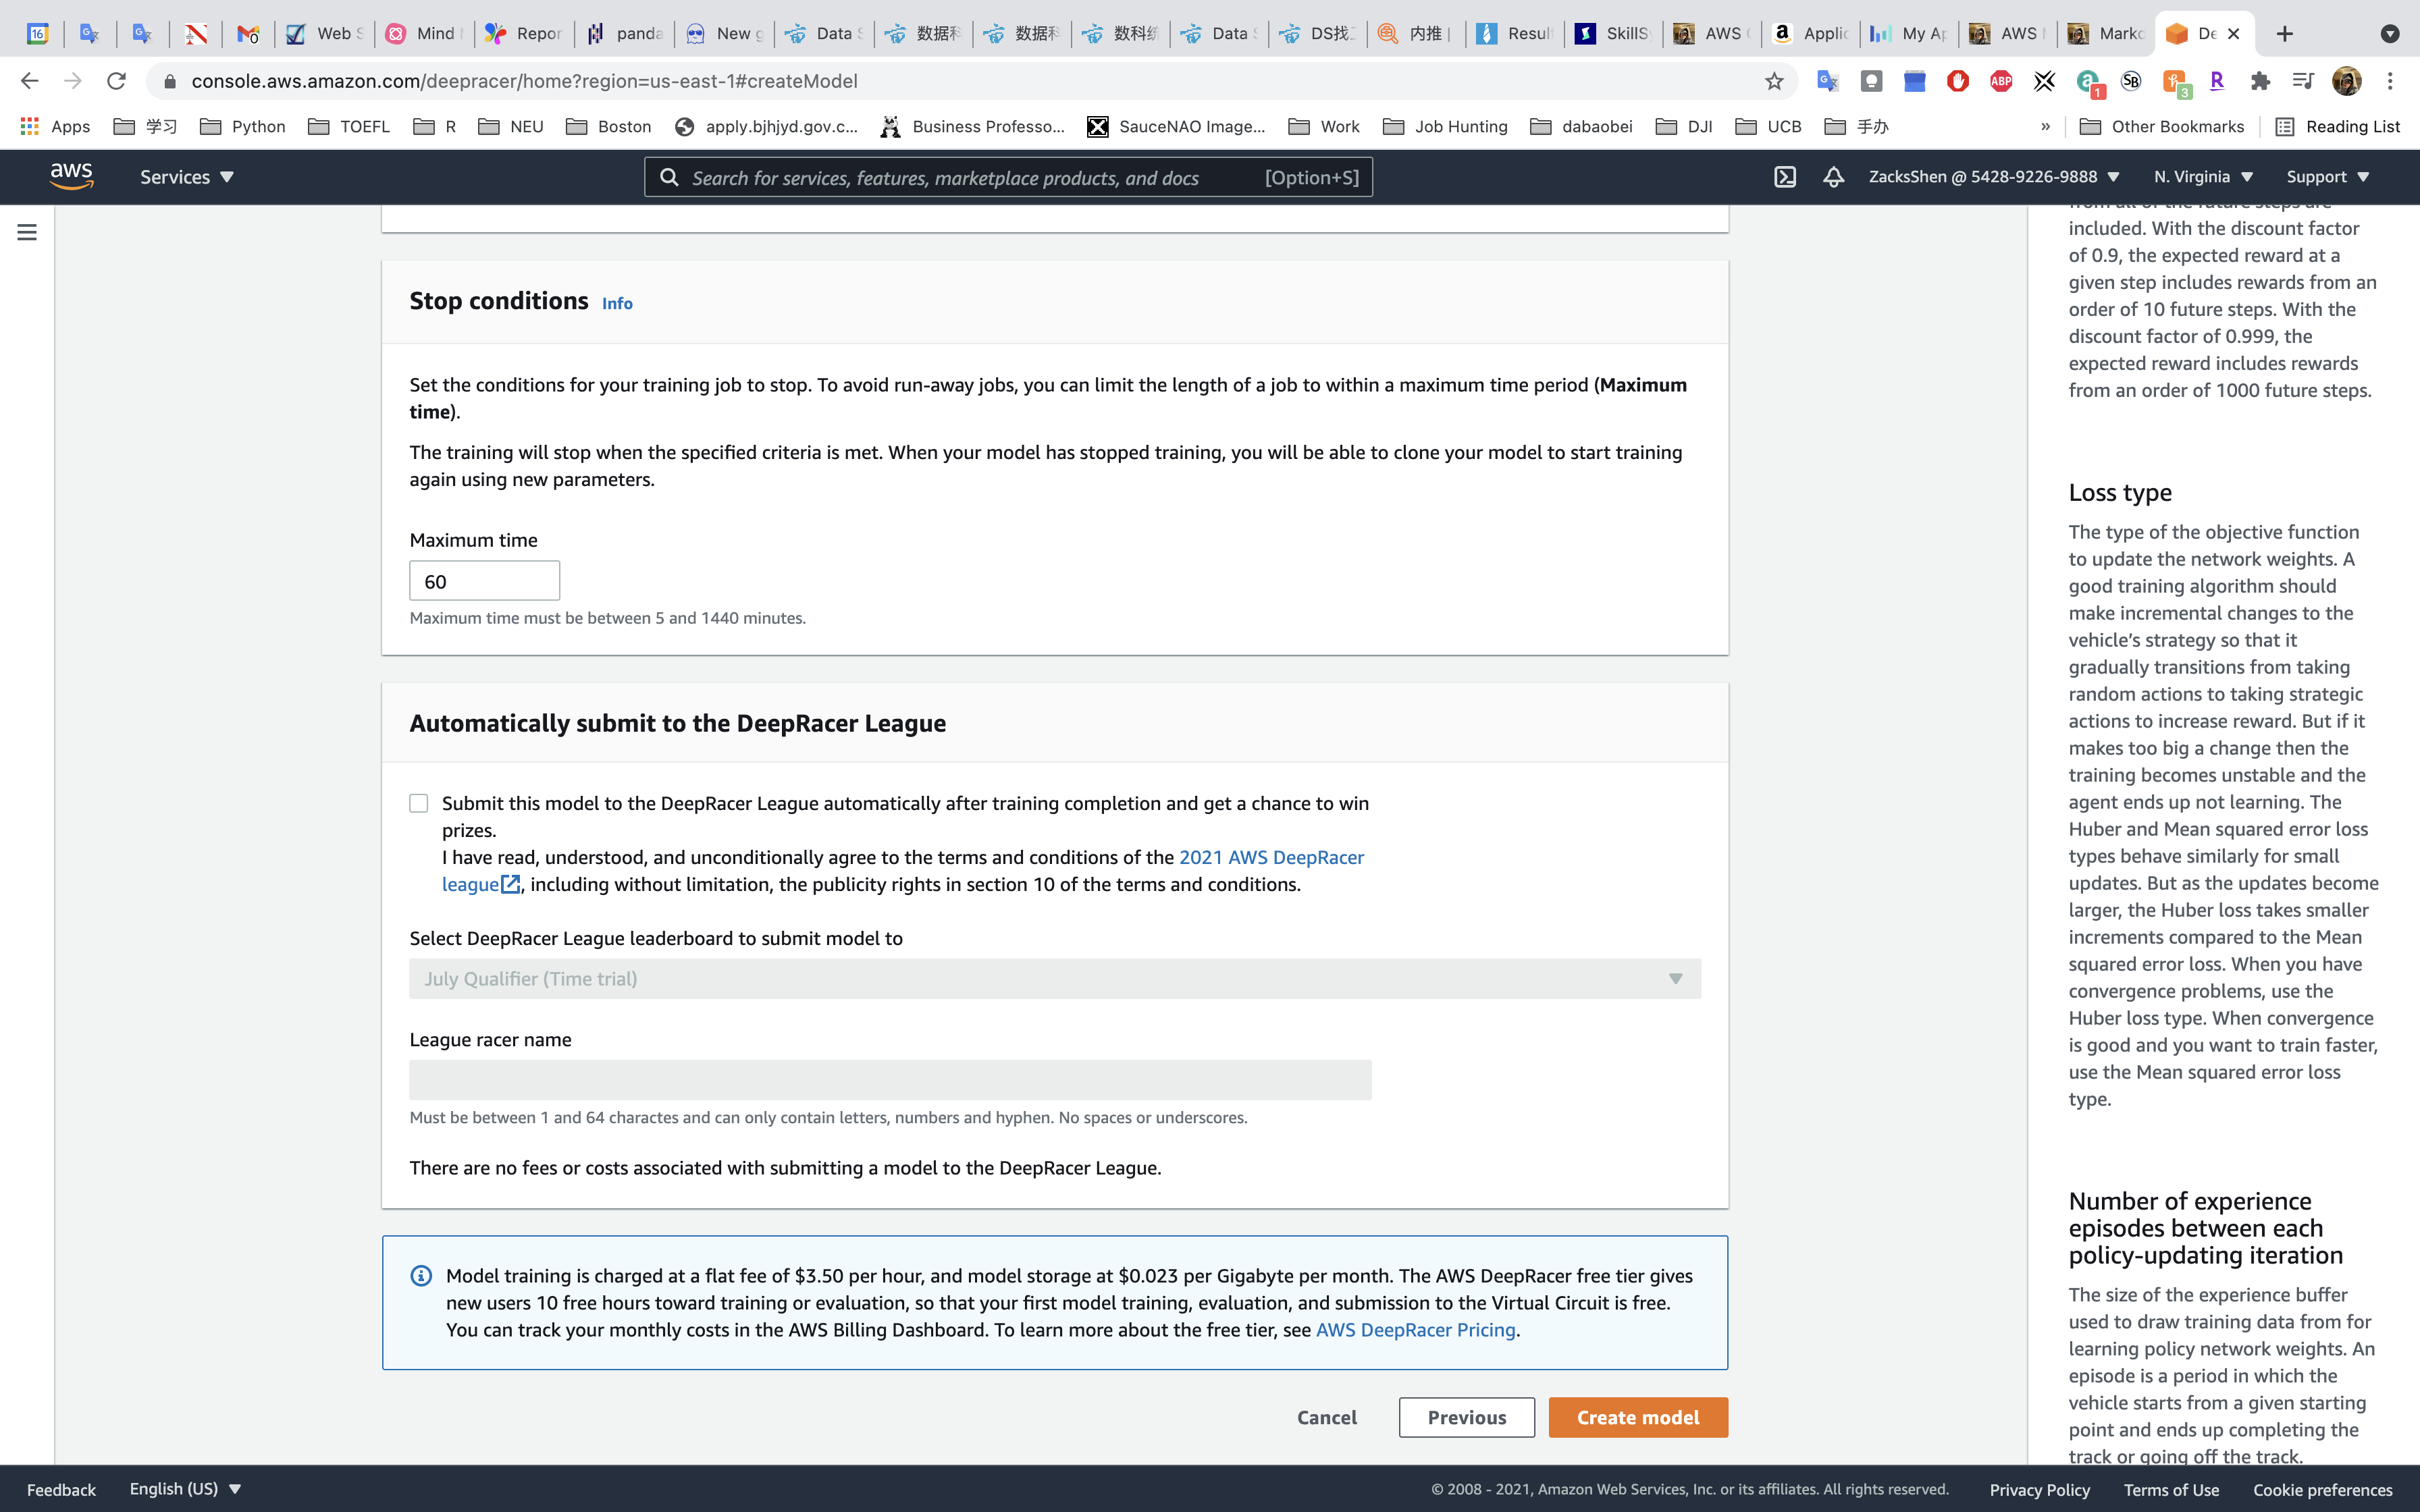 16
0
Web S
Mind
Repor
panda
New g
Data S
数据科
数据科
数科纟
Data S
DS找
内推 |
Resul
SkillS
AWS
a
Applic
My Ap
AWS
Marko
De
console.aws.amazon.com/deepracer/home?region=us-east-1#createModel
ABP
1
SB
3
R
Apps
学习
Python
TOEFL
R
NEU
Boston
apply.bjhjyd.gov.c...
Business Professo...
SauceNAO Image...
Work
Job Hunting
dabaobei
DJI
UCB
手办
»
Other Bookmarks
Reading List
aws
Services
Search for services, features, marketplace products, and docs
[Option+S]
ZacksShen @ 5428-9226-9888
N. Virginia
Support
Stop conditions Info
Set the conditions for your training job to stop. To avoid run-away jobs, you can limit the length of a job to within a maximum time period (Maximum
time).
The training will stop when the specified criteria is met. When your model has stopped training, you will be able to clone your model to start training
again using new parameters.
Maximum time
60
Maximum time must be between 5 and 1440 minutes.
Automatically submit to the DeepRacer League
Submit this model to the DeepRacer League automatically after training completion and get a chance to win
prizes.
I have read, understood, and unconditionally agree to the terms and conditions of the 2021 AWS DeepRacer
league, including without limitation, the publicity rights in section 10 of the terms and conditions.
Select DeepRacer League leaderboard to submit model to
July Qualifier (Time trial)
League racer name
Must be between 1 and 64 charactes and can only contain letters, numbers and hyphen. No spaces or underscores.
There are no fees or costs associated with submitting a model to the DeepRacer League.
Model training is charged at a flat fee of $3.50 per hour, and model storage at $0.023 per Gigabyte per month. The AWS DeepRacer free tier gives
new users 10 free hours toward training or evaluation, so that your first model training, evaluation, and submission to the Virtual Circuit is free.
You can track your monthly costs in the AWS Billing Dashboard. To learn more about the free tier, see AWS DeepRacer Pricing.
Cancel
Previous
Create model
from all of the future steps are
included. With the discount factor
of 0.9, the expected reward at a
given step includes rewards from an
order of 10 future steps. With the
discount factor of 0.999, the
expected reward includes rewards
from an order of 1000 future steps.
Loss type
The type of the objective function
to update the network weights. A
good training algorithm should
make incremental changes to the
vehicle's strategy so that it
gradually transitions from taking
random actions to taking strategic
actions to increase reward. But if it
makes too big a change then the
training becomes unstable and the
agent ends up not learning. The
Huber and Mean squared error loss
types behave similarly for small
updates. But as the updates become
larger, the Huber loss takes smaller
increments compared to the Mean
squared error loss. When you have
convergence problems, use the
Huber loss type. When convergence
is good and you want to train faster,
use the Mean squared error loss
type.
Number of experience
episodes between each
policy-updating iteration
The size of the experience buffer
used to draw training data from for
learning policy network weights. An
episode is a period in which the
vehicle starts from a given starting
point and ends up completing the
track or going off the track.
Feedback
English (US)
© 2008 - 2021, Amazon Web Services, Inc. or its affiliates. All rights reserved.
Privacy Policy
Terms of Use
Cookie preferences